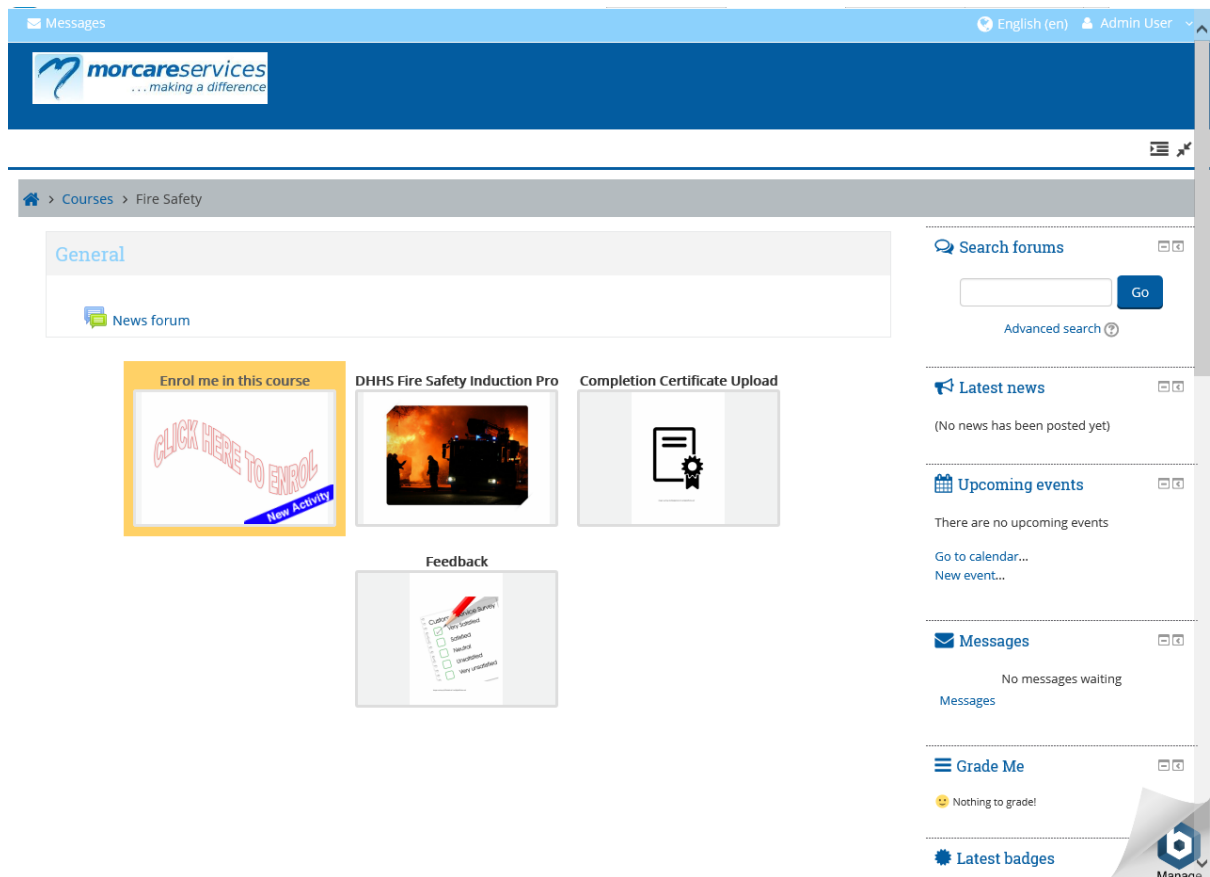 Messages
English (en) Admin User
morcareservices
...making a difference
> Courses > Fire Safety
General
News forum
Enrol me in this course
CLICK HERE TO ENROL
New Activity
DHHS Fire Safety Induction Pro
Completion Certificate Upload
Feedback
Very Satisfied
Satisfied
Neutral
Unsatisfied
Very unsatisfied
Search forums
Go
Advanced search ?
Latest news
(No news has been posted yet)
Upcoming events
There are no upcoming events
Go to calendar...
New event...
Messages
No messages waiting
Messages
Grade Me
Nothing to grade!
Latest badges
Manage